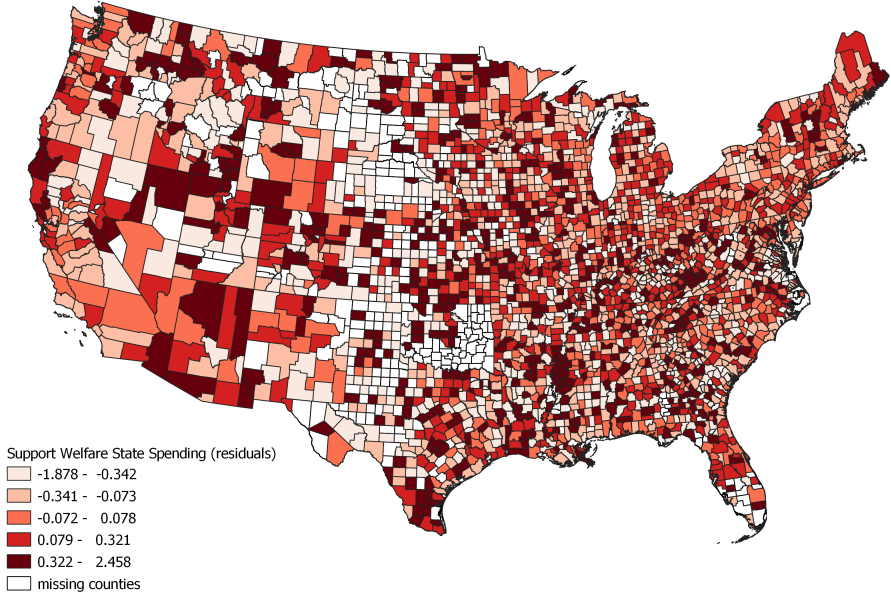 Support Welfare State Spending (residuals)
-1.878 - -0.342
-0.341 - -0.073
-0.072 - 0.078
0.079 - 0.321
0.322 - 2.458
missing counties